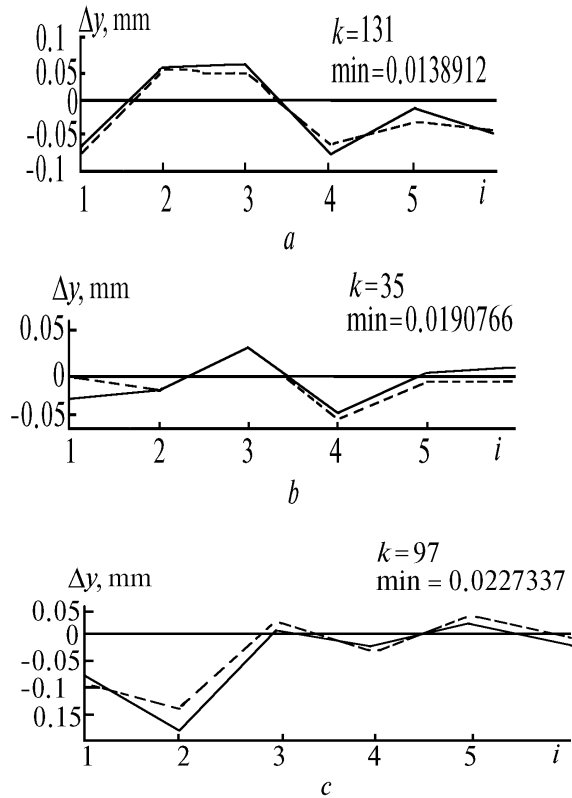 Δy, mm
k=131
min=0.0138912
0.1
0.05
0
-0.05
-0.1
1 2 3 4 5 i
a
Δy, mm
k=35
min=0.0190766
0.05
0
-0.05
1 2 3 4 5 i
b
k=97
Δy, mm
min = 0.0227337
0.05
0
-0.05
-0.1
0.15
1 2 3 4 5 i
c